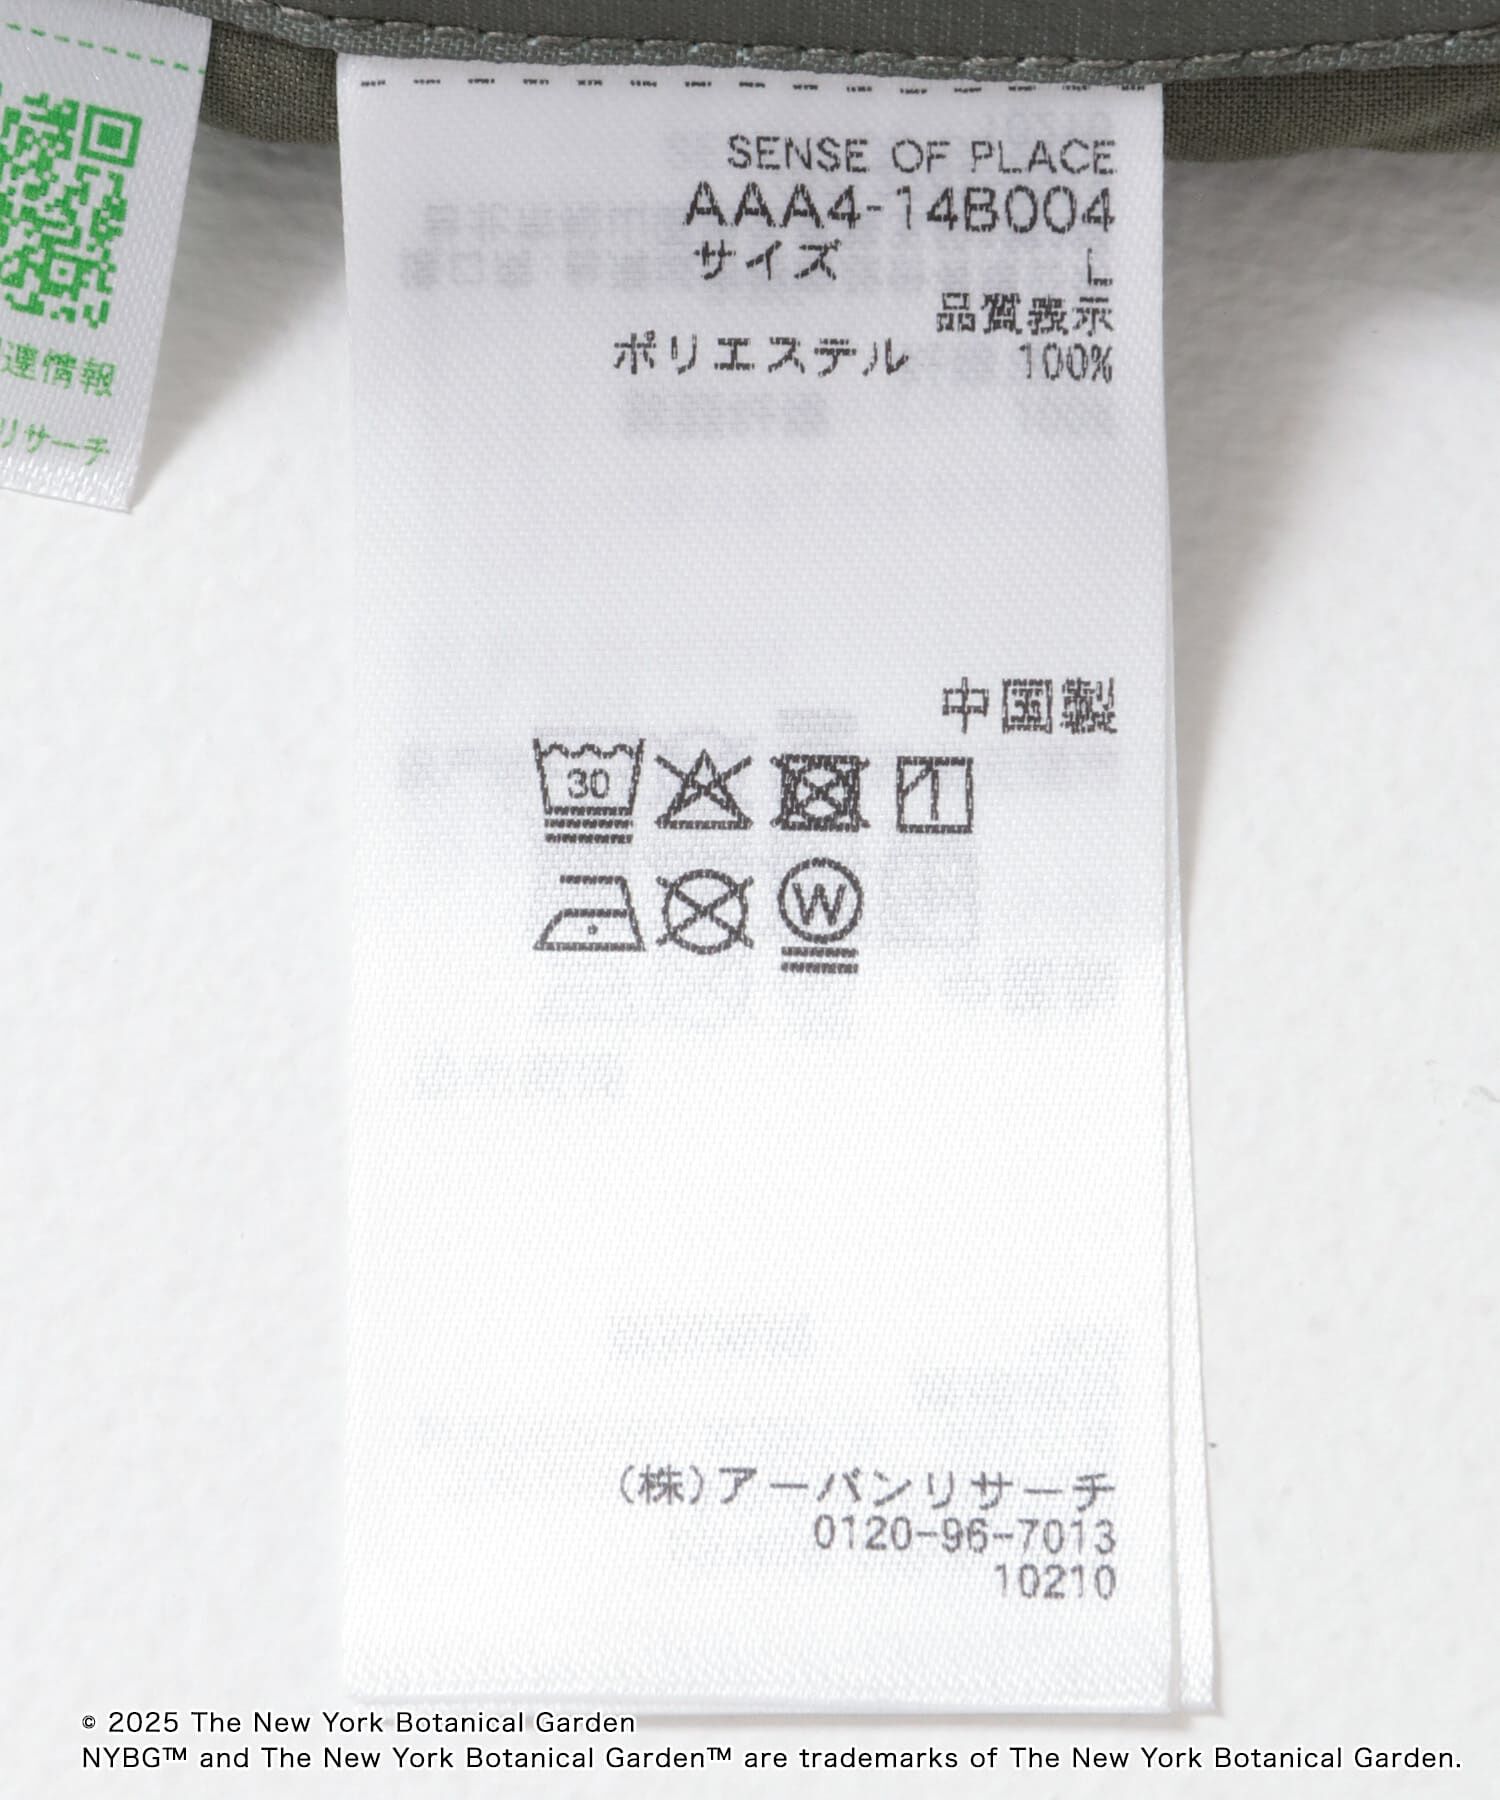 連情報
リサーチ
SENSE OF PLACE
AAA4-14B004
サイズ L
品質表示
ポリエステル 100%
中国製
30
W
(株)アーバンリサーチ
0120-96-7013
10210
© 2025 The New York Botanical Garden
NYBG™ and The New York Botanical Garden™ are trademarks of The New York Botanical Garden.